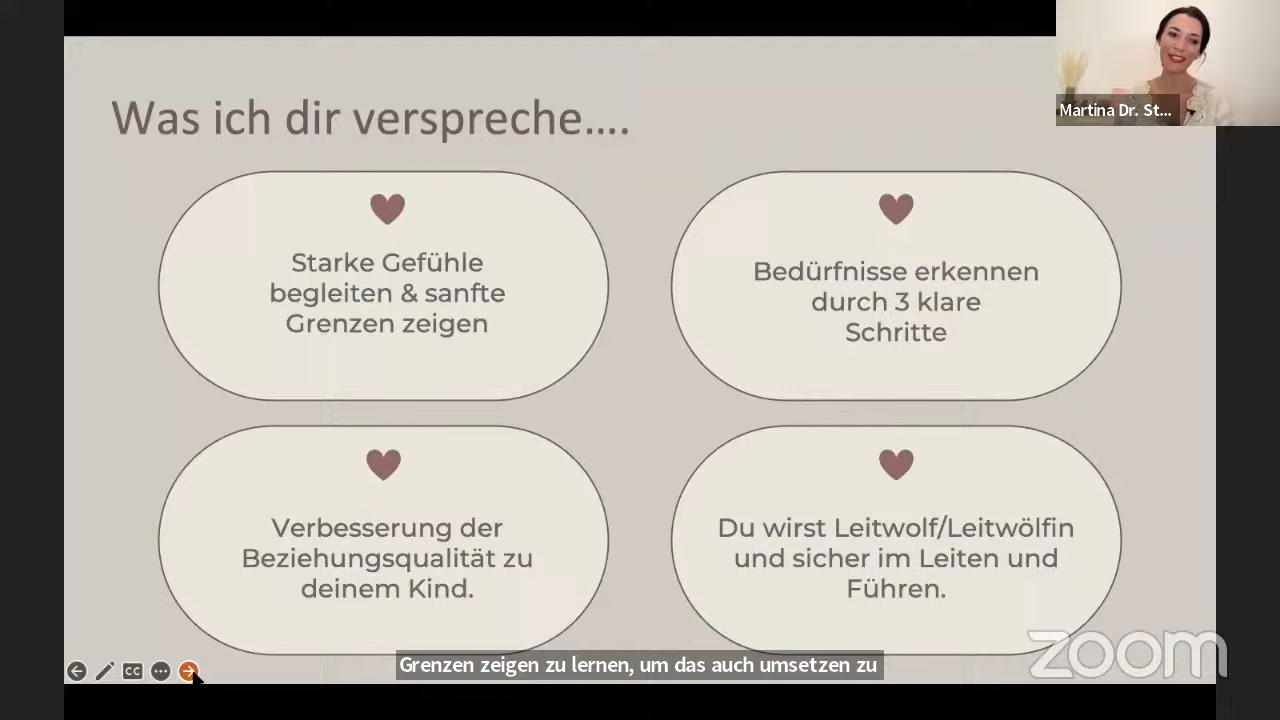 Was ich dir verspreche....
Starke Gefühle
begleiten & sanfte
Grenzen zeigen
Bedürfnisse erkennen
durch 3 klare
Schritte
Verbesserung der
Beziehungsqualität zu
deinem Kind.
Du wirst Leitwolf/Leitwölfin
und sicher im Leiten und
Führen.
Martina Dr. St...
CC
Grenzen zeigen zu lernen, um das auch umsetzen zu
zoom